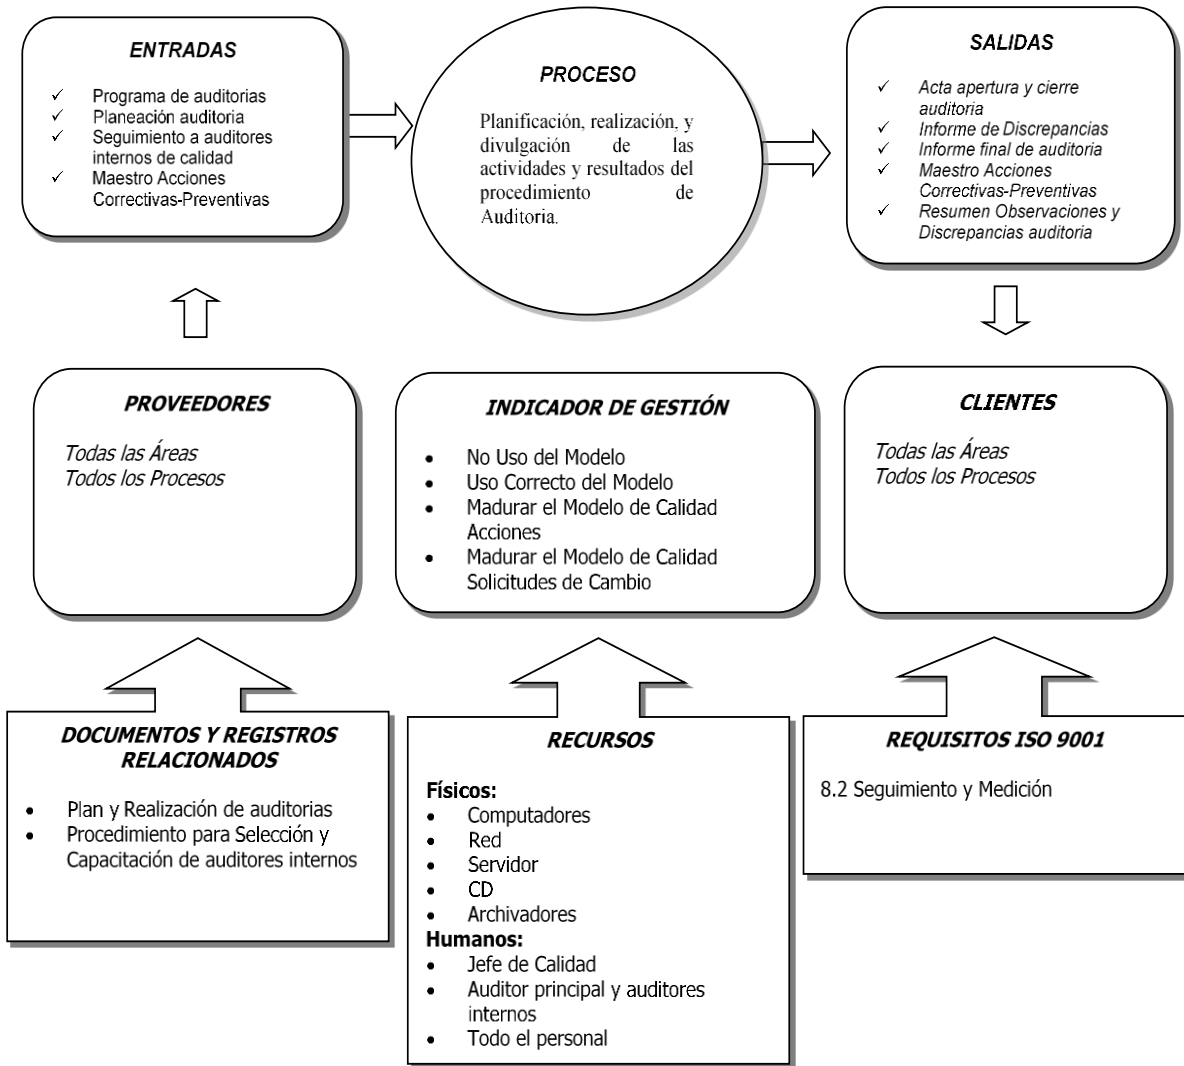 ENTRADAS
Programa de auditorias
Planeación auditoria
Seguimiento a auditores
internos de calidad
Maestro Acciones
Correctivas-Preventivas
PROCESO
Planificación, realización, y
divulgación de las
actividades y resultados del
procedimiento de
Auditoria.
SALIDAS
Acta apertura y cierre
auditoria
Informe de Discrepancias
Informe final de auditoria
Maestro Acciones
Correctivas-Preventivas
Resumen Observaciones y
Discrepancias auditoria
PROVEEDORES
Todas las Áreas
Todos los Procesos
INDICADOR DE GESTIÓN
No Uso del Modelo
Uso Correcto del Modelo
Madurar el Modelo de Calidad
Acciones
Madurar el Modelo de Calidad
Solicitudes de Cambio
CLIENTES
Todas las Áreas
Todos los Procesos
DOCUMENTOS Y REGISTROS
RELACIONADOS
Plan y Realización de auditorias
Procedimiento para Selección y
Capacitación de auditores internos
RECURSOS
Físicos:
Computadores
Red
Servidor
CD
Archivadores
Humanos:
Jefe de Calidad
Auditor principal y auditores
internos
Todo el personal
REQUISITOS ISO 9001
8.2 Seguimiento y Medición